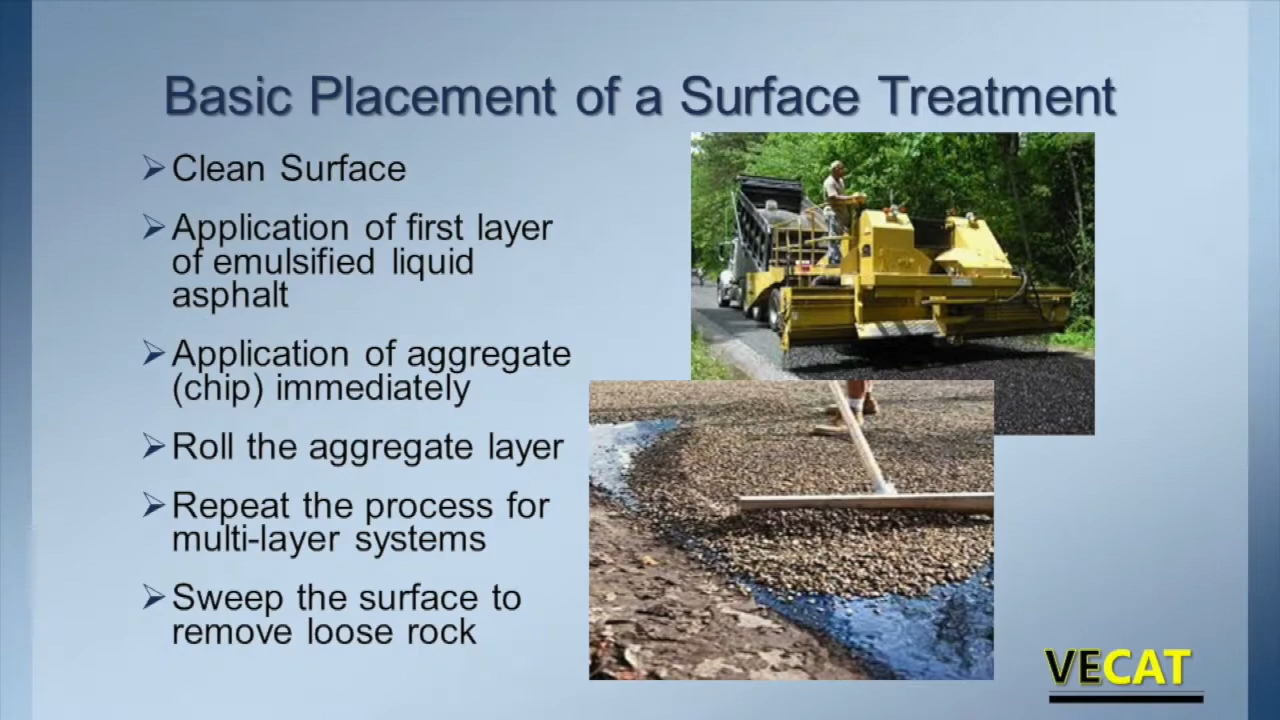 Basic Placement of a Surface Treatment
Clean Surface
Application of first layer
of emulsified liquid
asphalt
Application of aggregate
(chip) immediately
Roll the aggregate layer
Repeat the process for
multi-layer systems
Sweep the surface to
remove loose rock
VECAT